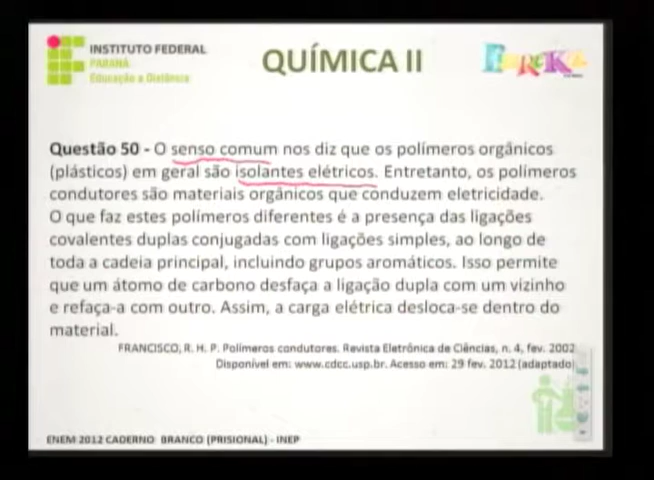 INSTITUTO FEDERAL
PARANÁ
Educação a Distância
QUÍMICA II
EUREKA
Questão 50 - O senso comum nos diz que os polímeros orgânicos
(plásticos) em geral são isolantes elétricos. Entretanto, os polímeros
condutores são materiais orgânicos que conduzem eletricidade.
O que faz estes polímeros diferentes é a presença das ligações
covalentes duplas conjugadas com ligações simples, ao longo de
toda a cadeia principal, incluindo grupos aromáticos. Isso permite
que um átomo de carbono desfaça a ligação dupla com um vizinho
e refaça-a com outro. Assim, a carga elétrica desloca-se dentro do
material.
FRANCISCO, R. H. P. Polímeros condutores. Revista Eletrônica de Ciências, n. 4, fev. 2002.
Disponível em: www.cdcc.usp.br. Acesso em: 29 fev. 2012 (adaptado)
ENEM 2012 CADERNO BRANCO (PRISIONAL) - INEP